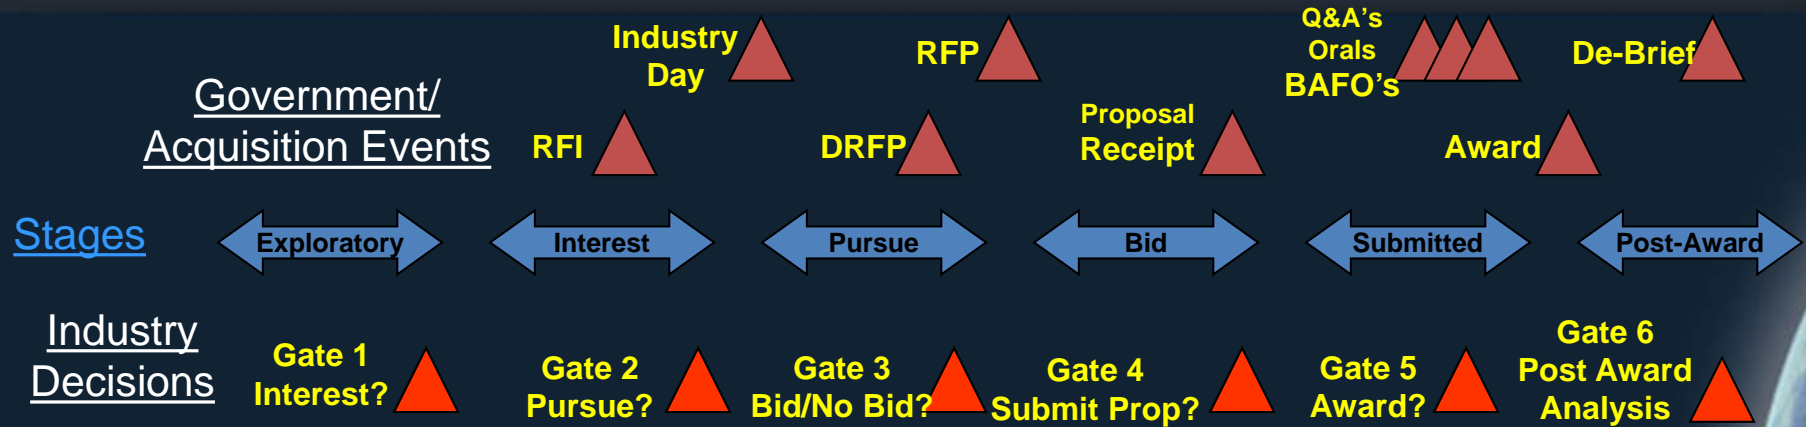 Industry
Day
RFP
Q&A's
Orals
BAFO's
De-Brief
Government/
Acquisition Events
RFI
DRFP
Proposal
Receipt
Award
Stages
Exploratory
Interest
Pursue
Bid
Submitted
Post-Award
Industry
Decisions
Gate 1
Interest?
Gate 2
Pursue?
Gate 3
Bid/No Bid?
Gate 4
Submit Prop?
Gate 5
Award?
Gate 6
Post Award
Analysis